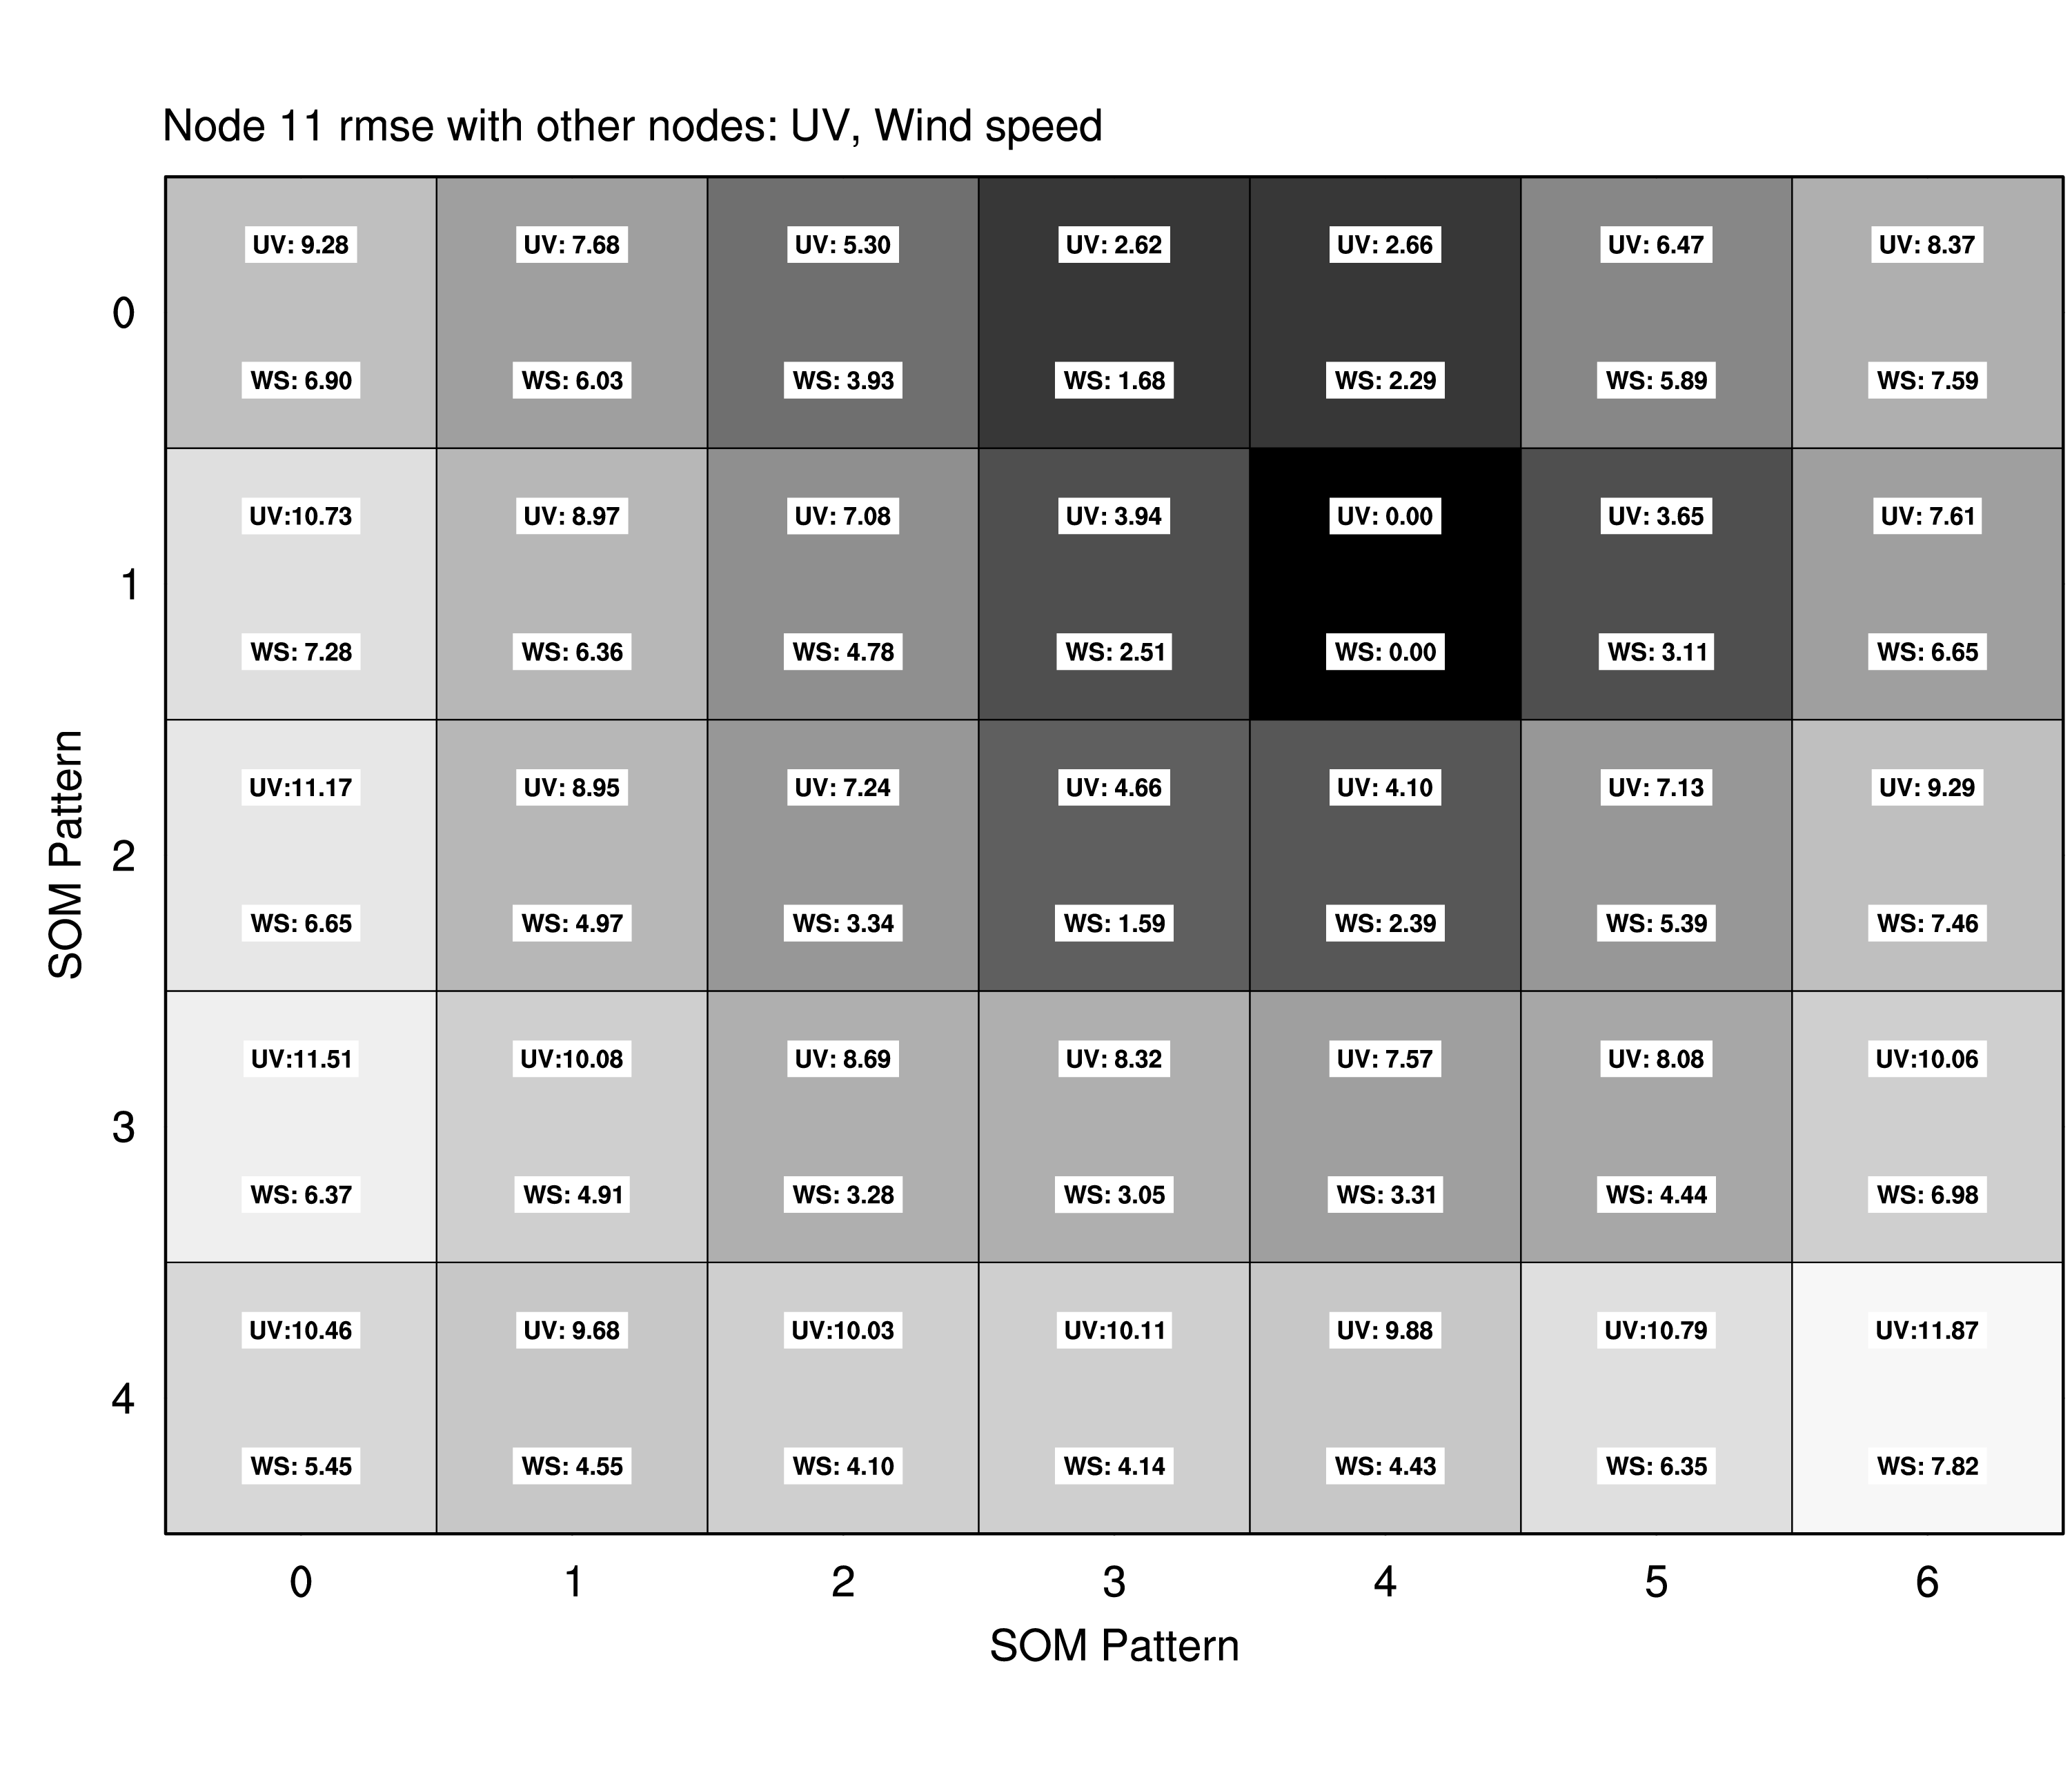 Node 11 rmse with other nodes: UV, Wind speed
UV: 9.28 UV: 7.68 UV: 5.30 UV: 2.62 UV: 2.66 UV: 6.47 UV: 8.37
0
WS: 6.90 WS: 6.03 WS: 3.93 WS: 1.68 WS: 2.29 WS: 5.89 WS: 7.59
UV:10.73 UV: 8.97 UV: 7.08 UV: 3.94 UV: 0.00 UV: 3.65 UV: 7.61
1
WS: 7.28 WS: 6.36 WS: 4.78 WS: 2.51 WS: 0.00 WS: 3.11 WS: 6.65
SOM Pattern
UV:11.17 UV: 8.95 UV: 7.24 UV: 4.66 UV: 4.10 UV: 7.13 UV: 9.29
2
WS: 6.65 WS: 4.97 WS: 3.34 WS: 1.59 WS: 2.39 WS: 5.39 WS: 7.46
UV:11.51 UV:10.08 UV: 8.69 UV: 8.32 UV: 7.57 UV: 8.08 UV:10.06
3
WS: 6.37 WS: 4.91 WS: 3.28 WS: 3.05 WS: 3.31 WS: 4.44 WS: 6.98
UV:10.46 UV: 9.68 UV:10.03 UV:10.11 UV: 9.88 UV:10.79 UV:11.87
4
WS: 5.45 WS: 4.55 WS: 4.10 WS: 4.14 WS: 4.43 WS: 6.35 WS: 7.82
0 1 2 3 4 5 6
SOM Pattern